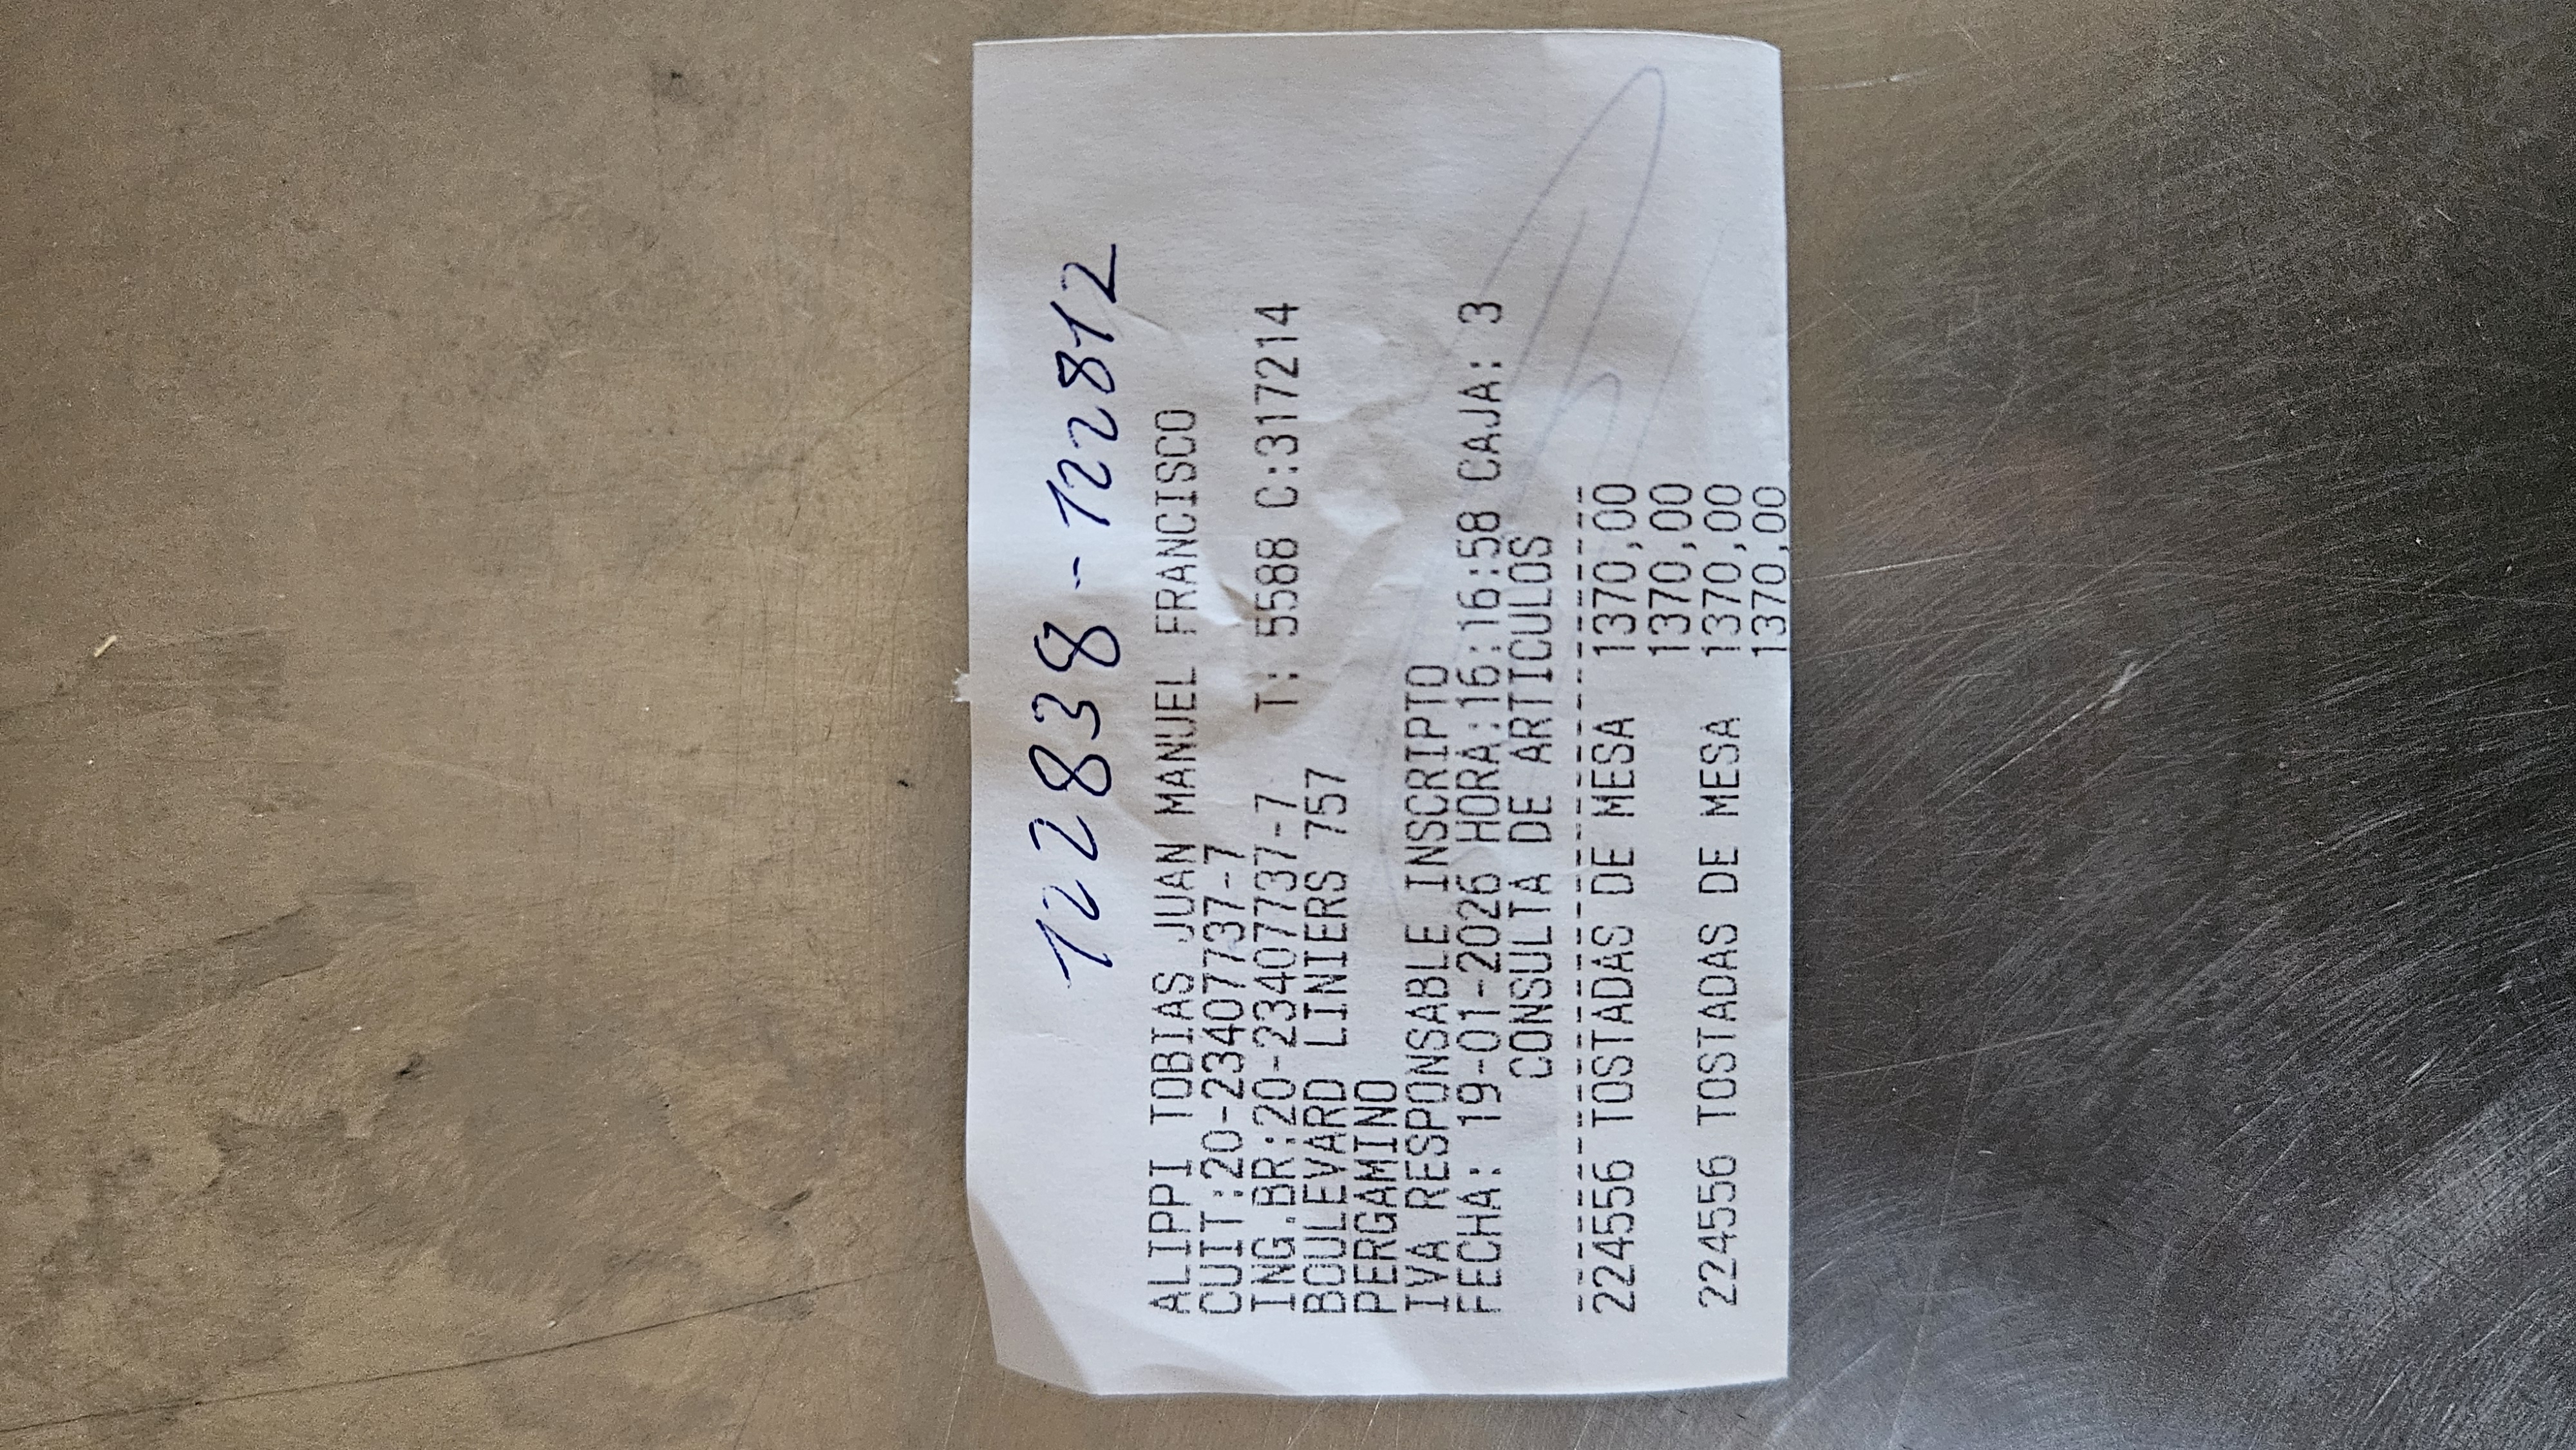 122838-122812
ALIPPI TOBIAS JUAN MANUEL FRANCISCO
CUIT:20-23407737-7
ING.BR:20-23407737-7 T: 5588 C:317214
BOULEVARD LINIERS 757
PERGAMINO
IVA RESPONSABLE INSCRIPTO
FECHA: 19-01-2026 HORA:16:16:58 CAJA: 3
CONSULTA DE ARTICULOS
224556 TOSTADAS DE MESA 1370,00
1370,00
224556 TOSTADAS DE MESA 1370,00
1370,00